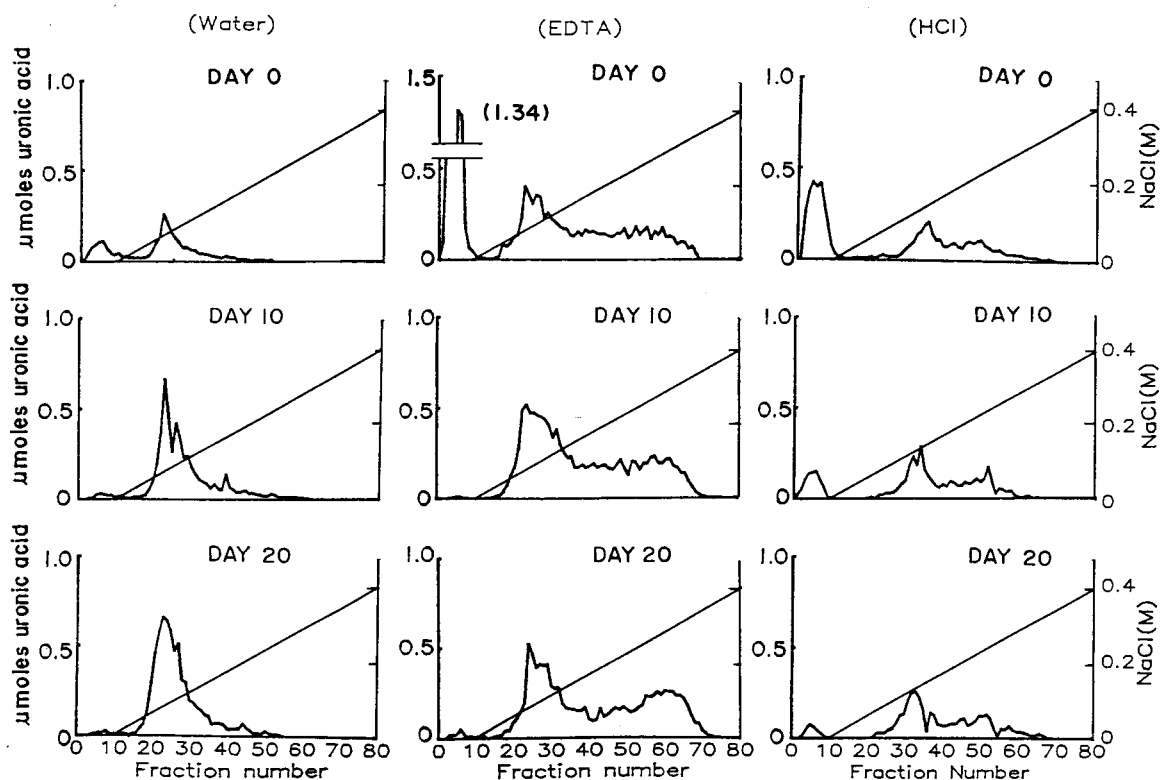 (Water) (EDTA) (HCl)
DAY 0 DAY 0 DAY 0
1.0 1.5 1.0
(1.34)
0.5 0.5 0.5
0 0 0
0.4
0.2
0
µmoles uronic acid
NaCl(M)
DAY 10 DAY 10 DAY 10
1.0 1.0 1.0
0.5 0.5 0.5
0 0 0
0.4
0.2
0
µmoles uronic acid
NaCl(M)
DAY 20 DAY 20 DAY 20
1.0 1.0 1.0
0.5 0.5 0.5
0 0 0
0.4
0.2
0
µmoles uronic acid
NaCl(M)
0 10 20 30 40 50 60 70 80 0 10 20 30 40 50 60 70 80 0 10 20 30 40 50 60 70 80
Fraction number Fraction number Fraction Number